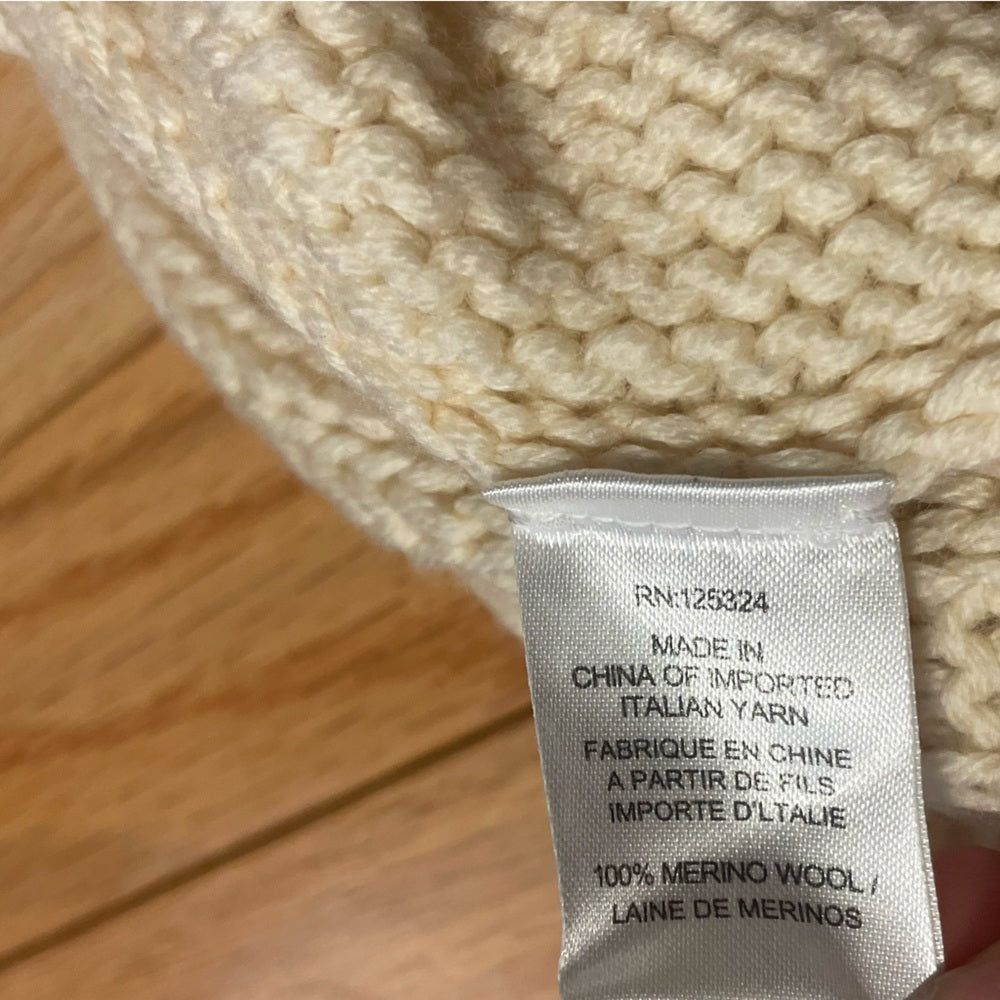 RN:125324
MADE IN
CHINA OF IMPORTED
ITALIAN YARN
FABRIQUE EN CHINE
A PARTIR DE FILS
IMPORTE D'LTALIE
100% MERINO WOOL /
LAINE DE MERINOS